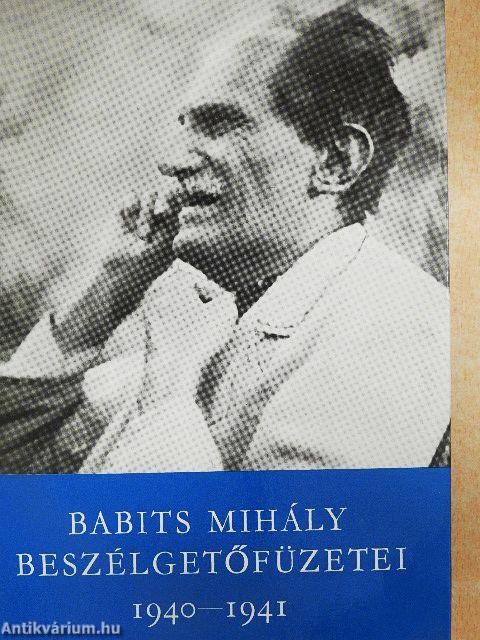 BABITS MIHÁLY
BESZÉLGETŐFÜZETEI
1940—1941
Antikvárium.hu